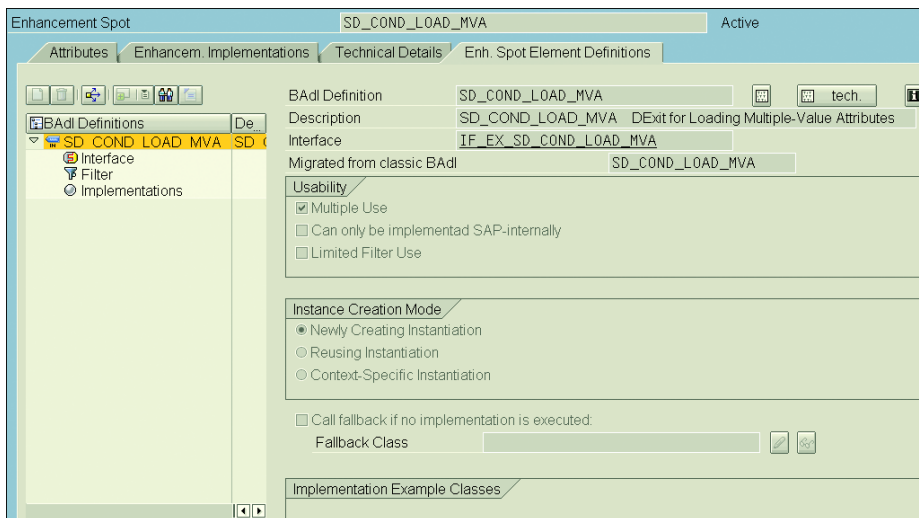 Enhancement Spot SD_COND_LOAD_MVA Active
Attributes Enhancem. Implementations Technical Details Enh. Spot Element Definitions
BAdI Definition SD_COND_LOAD_MVA tech.
BAdI Definitions De...
Description SD_COND_LOAD_MVA DExit for Loading Multiple-Value Attributes
SD_COND_LOAD_MVA SD
Interface IF_EX_SD_COND_LOAD_MVA
Interface
Migrated from classic BAdI SD_COND_LOAD_MVA
Filter
Implementations
Usability
Multiple Use
Can only be implementad SAP-internally
Limited Filter Use
Instance Creation Mode
Newly Creating Instantiation
Reusing Instantiation
Context-Specific Instantiation
Call fallback if no implementation is executed:
Fallback Class
Implementation Example Classes